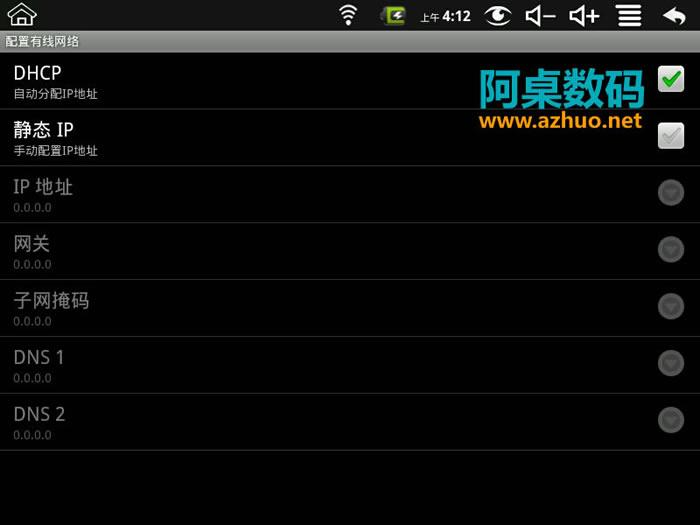 上午 4:12
配置有线网络
DHCP
自动分配IP地址
阿桌数码
www.azhuo.net
静态 IP
手动配置IP地址
IP 地址
0.0.0.0
网关
0.0.0.0
子网掩码
0.0.0.0
DNS 1
0.0.0.0
DNS 2
0.0.0.0